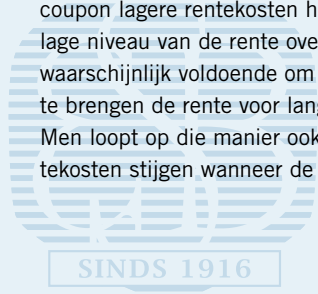 coupon lagere rentekosten h
lage niveau van de rente ove
waarschijnlijk voldoende om
te brengen de rente voor lang
Men loopt op die manier ook
tekosten stijgen wanneer de
SINDS 1916